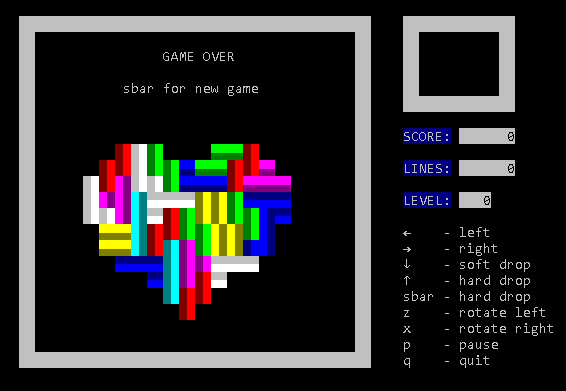 GAME OVER
sbar for new game
SCORE: 0
LINES: 0
LEVEL: 0
← - left
→ - right
↓ - soft drop
↑ - hard drop
sbar - hard drop
z - rotate left
x - rotate right
p - pause
q - quit